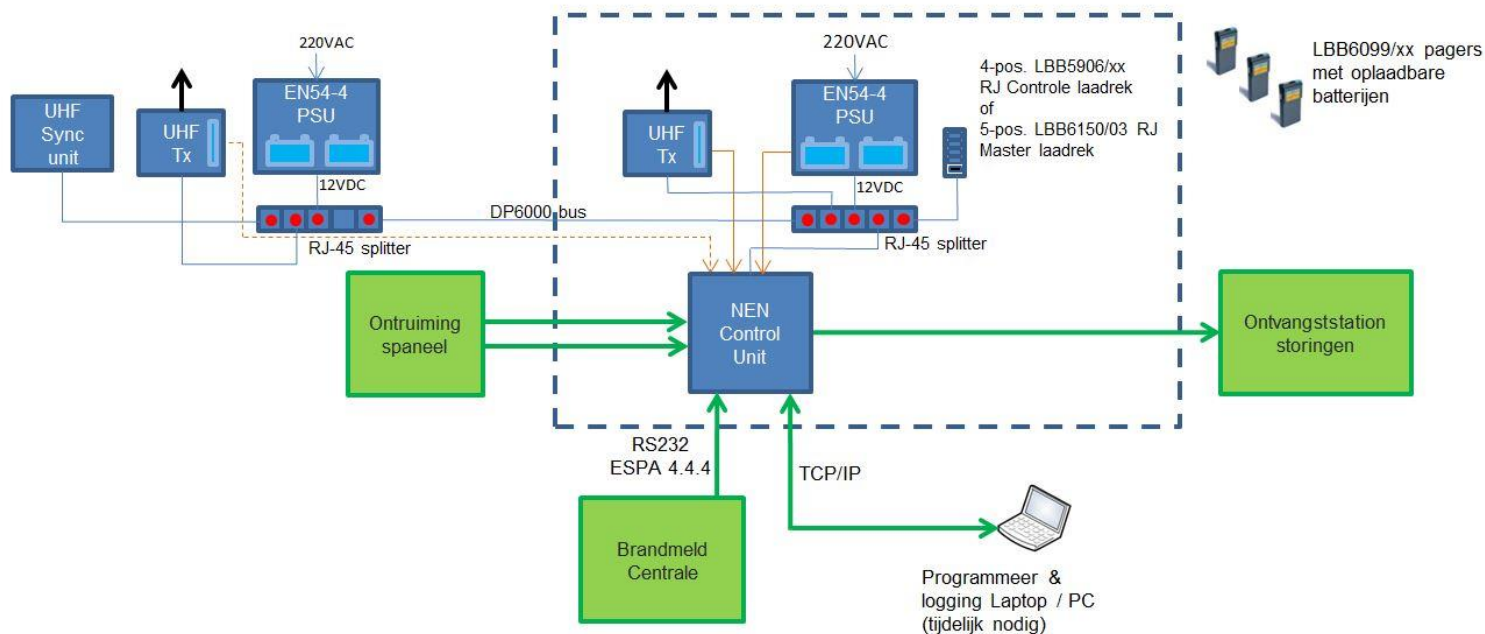 220VAC
EN54-4
PSU
UHF
Sync
unit
UHF
Tx
12VDC
RJ-45 splitter
DP6000 bus
220VAC
EN54-4
PSU
UHF
Tx
12VDC
RJ-45 splitter
4-pos. LBB5906/xx
RJ Controle laadrek
of
5-pos. LBB6150/03 RJ
Master laadrek
LBB6099/xx pagers
met oplaadbare
batterijen
Ontruiming
spaneel
NEN
Control
Unit
Ontvangststation
storingen
RS232
ESPA 4.4.4
TCP/IP
Brandmeld
Centrale
Programmeer &
logging Laptop / PC
(tijdelijk nodig)